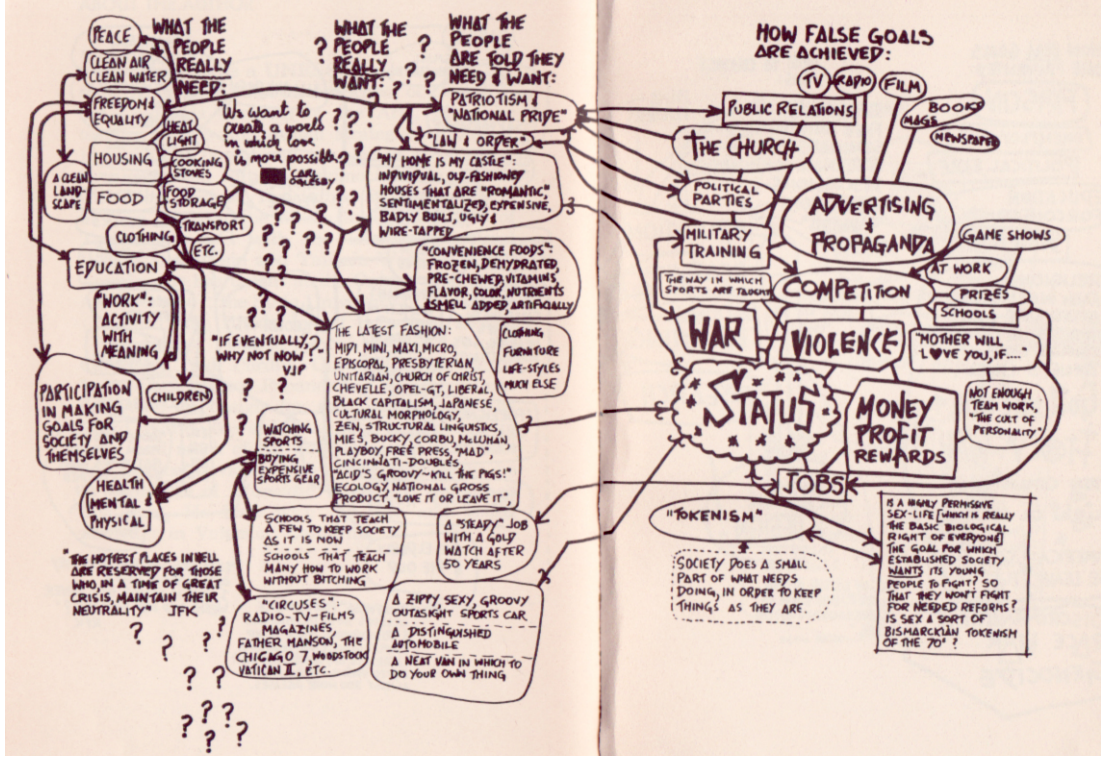 WHAT THE
PEOPLE
REALLY
NEED:
PEACE
CLEAN AIR
CLEAN WATER
FREEDOM &
EQUALITY
HEAT
LIGHT
HOUSING
COOKING
STOVES
A CLEAN
LAND-
SCAPE
FOOD
FOOD
STORAGE
TRANSPORT
CLOTHING
ETC.
EDUCATION
"WORK":
ACTIVITY
WITH
MEANING
PARTICIPATION
IN MAKING
GOALS FOR
SOCIETY AND
THEMSELVES
CHILDREN
HEALTH
[MENTAL &
PHYSICAL]
"THE HOTTEST PLACES IN HELL
ARE RESERVED FOR THOSE
WHO, IN A TIME OF GREAT
CRISIS, MAINTAIN THEIR
NEUTRALITY" JFK
WHAT THE
PEOPLE
REALLY
WANT:
"We want to
create a world
in which love
is more possible"
CARL
OGLESBY
"IF EVENTUALLY,
WHY NOT NOW?"
VJP
WHAT THE
PEOPLE
ARE TOLD THEY
NEED & WANT:
PATRIOTISM &
"NATIONAL PRIDE"
"LAW & ORDER"
"MY HOME IS MY CASTLE":
INDIVIDUAL, OLD-FASHIONEY
HOUSES THAT ARE "ROMANTIC",
SENTIMENTALIZED, EXPENSIVE,
BADLY BUILT, UGLY &
WIRE-TAPPED.
"CONVENIENCE FOODS":
FROZEN, DEHYDRATED,
PRE-CHEWED, VITAMINS,
FLAVOR, COLOR, NUTRIENTS
& SMELL ADDED ARTIFICIALLY
THE LATEST FASHION:
MIDI, MINI, MAXI, MICRO,
EPISCOPAL, PRESBYTERIAN,
UNITARIAN, CHURCH OF CHRIST,
CHEVELLE, OPEL-GT, LIBERAL,
BLACK CAPITALISM, JAPANESE,
CULTURAL MORPHOLOGY,
ZEN, STRUCTURAL LINGUISTICS,
MIES, BUCKY, CORBU, McLUHAN,
PLAYBOY, FREE PRESS, "MAD",
CINCINNATI-DOUBLES,
"ACID'S GROOVY-KILL THE PIGS!"
ECOLOGY, NATIONAL GROSS
PRODUCT, "LOVE IT OR LEAVE IT",
CLOTHING
FURNITURE
LIFE-STYLES
MUCH ELSE
WATCHING
SPORTS
BUYING
EXPENSIVE
SPORTS GEAR
SCHOOLS THAT TEACH
A FEW TO KEEP SOCIETY
AS IT IS NOW
SCHOOLS THAT TEACH
MANY HOW TO WORK
WITHOUT BITCHING
A "STEADY" JOB
WITH A GOLD
WATCH AFTER
50 YEARS
"CIRCUSES":
RADIO-TV-FILMS
MAGAZINES,
FATHER MANSON, THE
CHICAGO 7, WOODSTOCK
VATICAN II, ETC.
A ZIPPY, SEXY, GROOVY
OUTASIGHT SPORTS CAR
A DISTINGUISHED
AUTOMOBILE
A NEAT VAN IN WHICH TO
DO YOUR OWN THING
HOW FALSE GOALS
ARE ACHIEVED:
TV
RADIO
FILM
BOOKS
MAGS
NEWSPAPER
PUBLIC RELATIONS
THE CHURCH
POLITICAL
PARTIES
ADVERTISING
&
PROPAGANDA
MILITARY
TRAINING
GAME SHOWS
AT WORK
PRIZES
SCHOOLS
THE WAY IN WHICH
SPORTS ARE TAUGHT
COMPETITION
WAR
VIOLENCE
"MOTHER WILL
L♥VE YOU, IF...."
STATUS
MONEY
PROFIT
REWARDS
NOT ENOUGH
TEAM WORK,
"THE CULT OF
PERSONALITY"
JOBS
"TOKENISM"
SOCIETY DOES A SMALL
PART OF WHAT NEEDS
DOING, IN ORDER TO KEEP
THINGS AS THEY ARE.
IS A HIGHLY PERMISSIVE
SEX-LIFE [WHICH IS REALLY
THE BASIC BIOLOGICAL
RIGHT OF EVERYONE]
THE GOAL FOR WHICH
ESTABLISHED SOCIETY
WANTS ITS YOUNG
PEOPLE TO FIGHT? SO
THAT THEY WON'T FIGHT
FOR NEEDED REFORMS?
IS SEX A SORT OF
BISMARCKIAN TOKENISM
OF THE 70'?